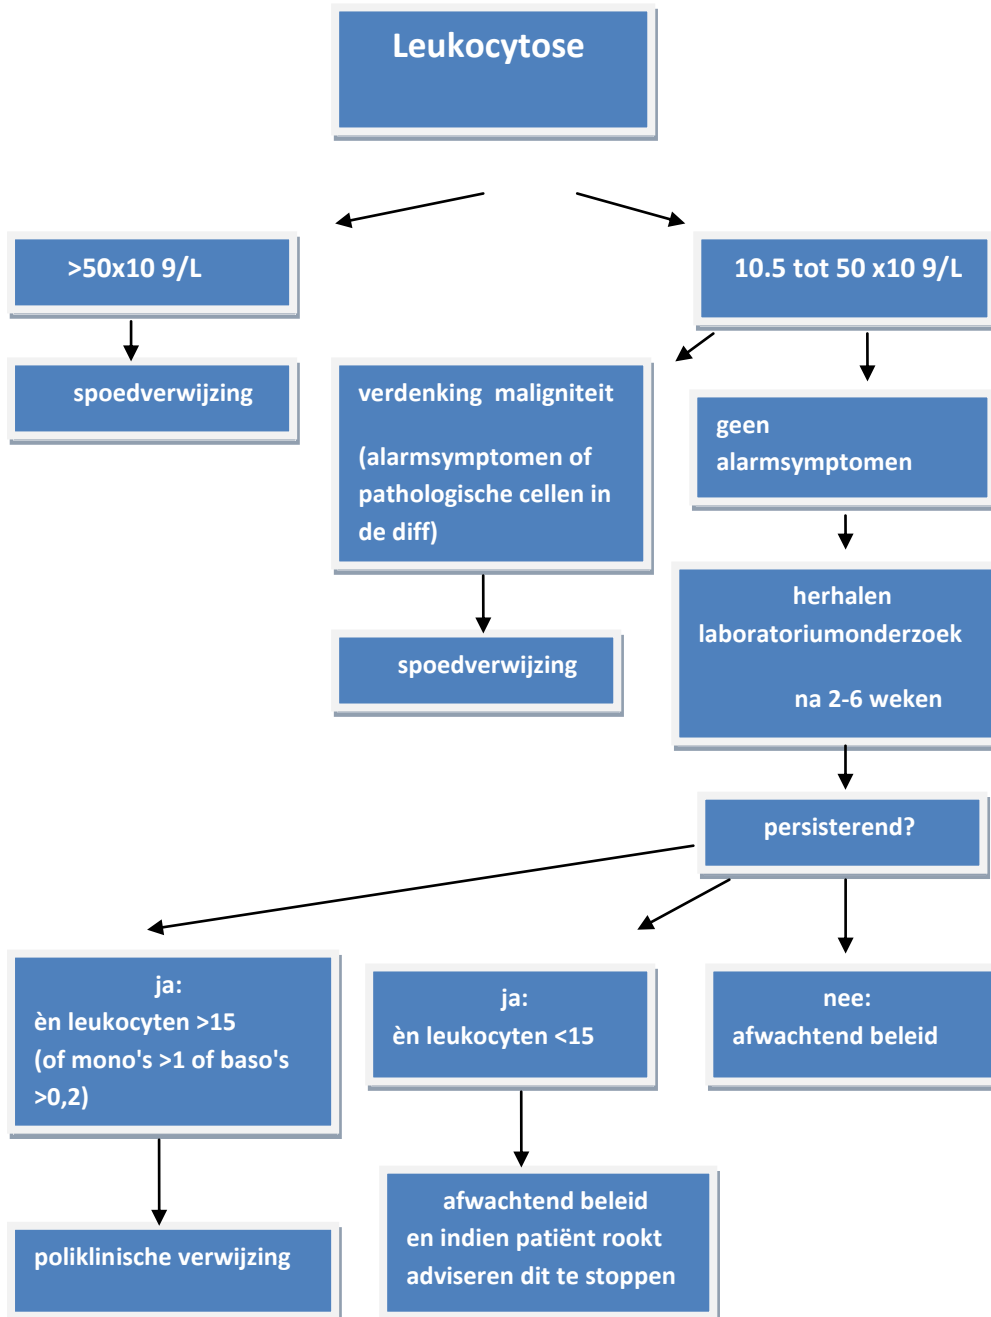 Leukocytose
>50x10 9/L
10.5 tot 50 x10 9/L
spoedverwijzing
verdenking maligniteit
(alarmsymptomen of
pathologische cellen in
de diff)
geen
alarmsymptomen
spoedverwijzing
herhalen
laboratoriumonderzoek
na 2-6 weken
persisterend?
ja:
èn leukocyten >15
(of mono's >1 of baso's
>0,2)
ja:
èn leukocyten <15
nee:
afwachtend beleid
poliklinische verwijzing
afwachtend beleid
en indien patiënt rookt
adviseren dit te stoppen